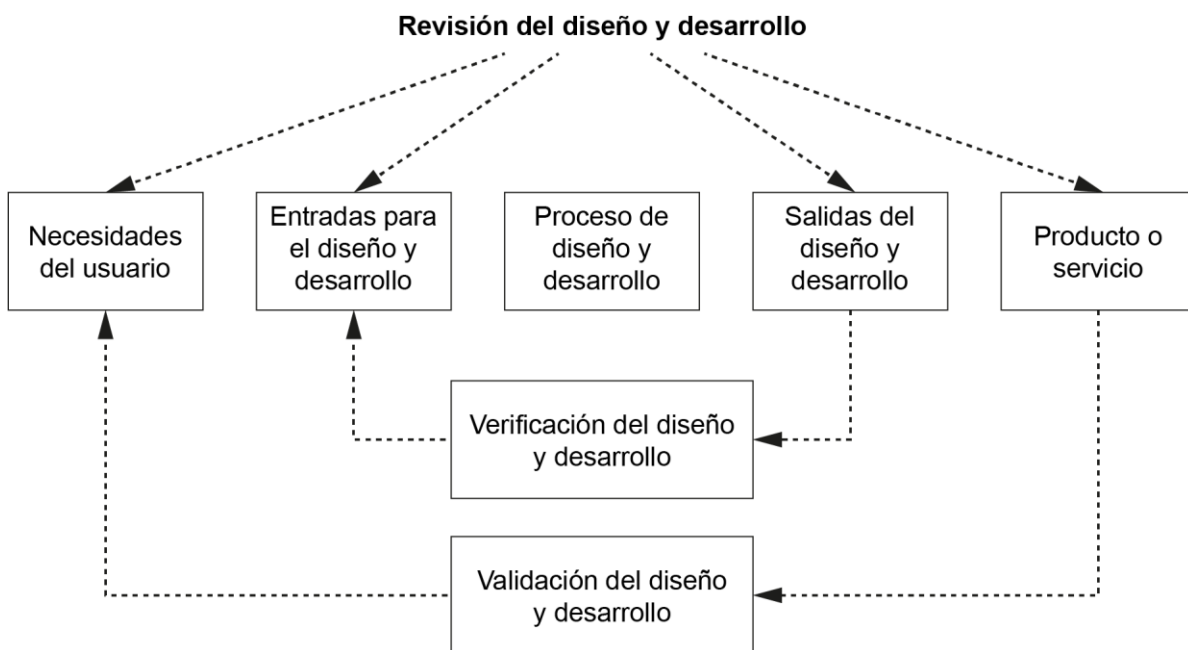 Revisión del diseño y desarrollo
Necesidades
del usuario
Entradas para
el diseño y
desarrollo
Proceso de
diseño y
desarrollo
Salidas del
diseño y
desarrollo
Producto o
servicio
Verificación del diseño
y desarrollo
Validación del diseño
y desarrollo